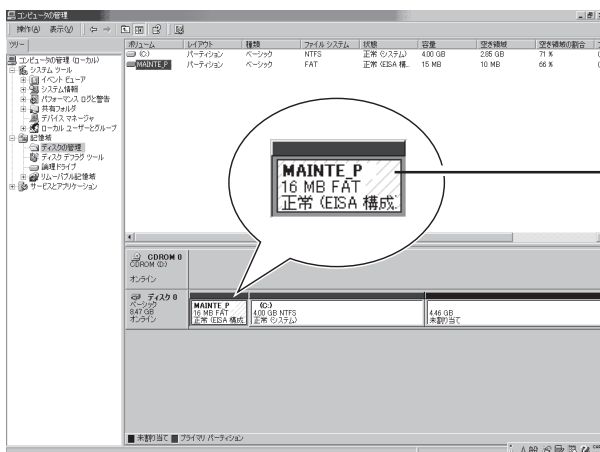 コンピュータの管理
操作(A) 表示(V)
ツリー
コンピュータの管理 (ローカル)
システム ツール
イベント ビューア
システム情報
パフォーマンス ログと警告
共有フォルダ
デバイス マネージャ
ローカル ユーザーとグループ
記憶域
ディスクの管理
ディスク デフラグ ツール
論理ドライブ
リムーバブル記憶域
サービスとアプリケーション
ボリューム レイアウト 種類 ファイル システム 状態 容量 空き領域 空き領域の割合
(C:) パーティション ベーシック NTFS 正常 (システム) 4.00 GB 2.85 GB 71 %
MAINTE_P パーティション ベーシック FAT 正常 (EISA 構... 15 MB 10 MB 66 %
MAINTE_P
16 MB FAT
正常 (EISA 構成
CDROM 0
CDROM (D:)
オンライン
ディスク 0
ベーシック
8.47 GB
オンライン
MAINTE_P
16 MB FAT
正常 (EISA 構成
(C:)
4.00 GB NTFS
正常 (システム)
4.46 GB
未割り当て
未割り当て プライマリ パーティション
A 般